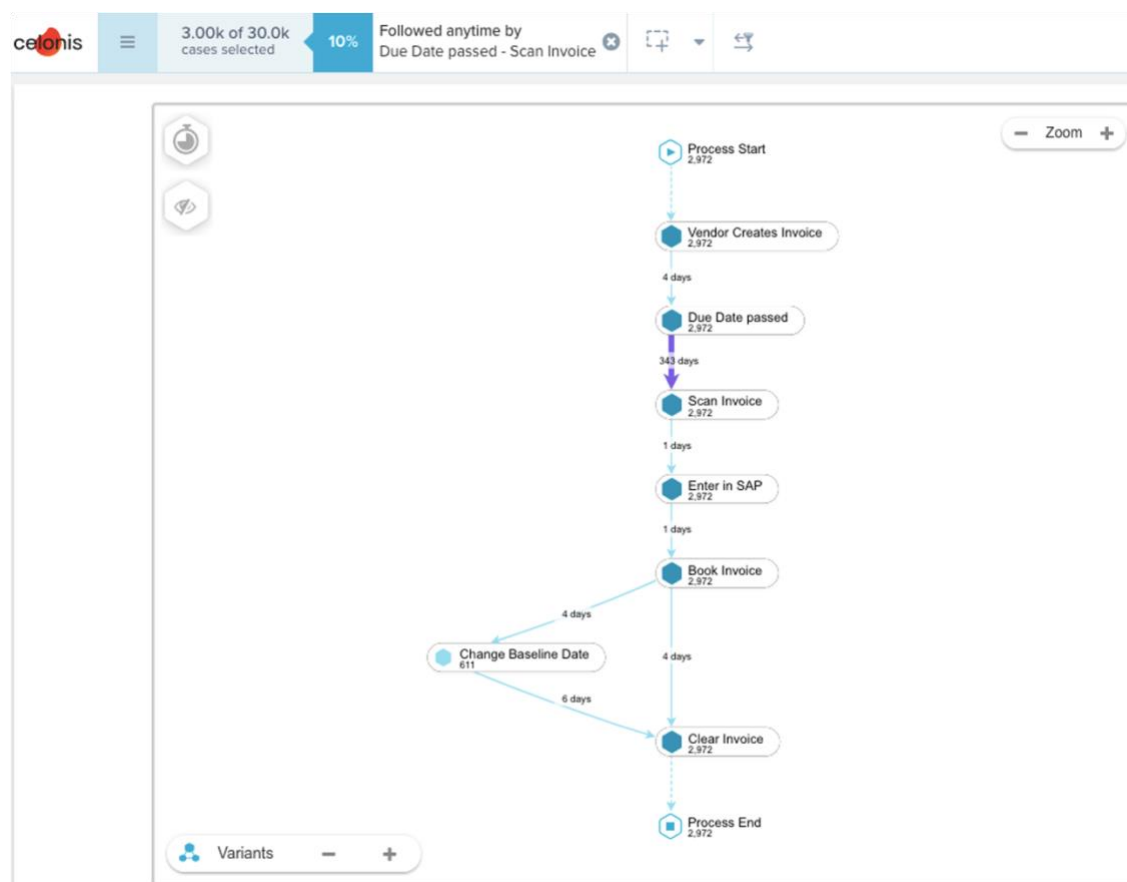 celonis
3.00k of 30.0k
cases selected
10%
Followed anytime by
Due Date passed - Scan Invoice
Zoom
Process Start
2,972
Vendor Creates Invoice
2,972
4 days
Due Date passed
2,972
343 days
Scan Invoice
2,972
1 days
Enter in SAP
2,972
1 days
Book Invoice
2,972
4 days
Change Baseline Date
611
4 days
6 days
Clear Invoice
2,972
Process End
2,972
Variants